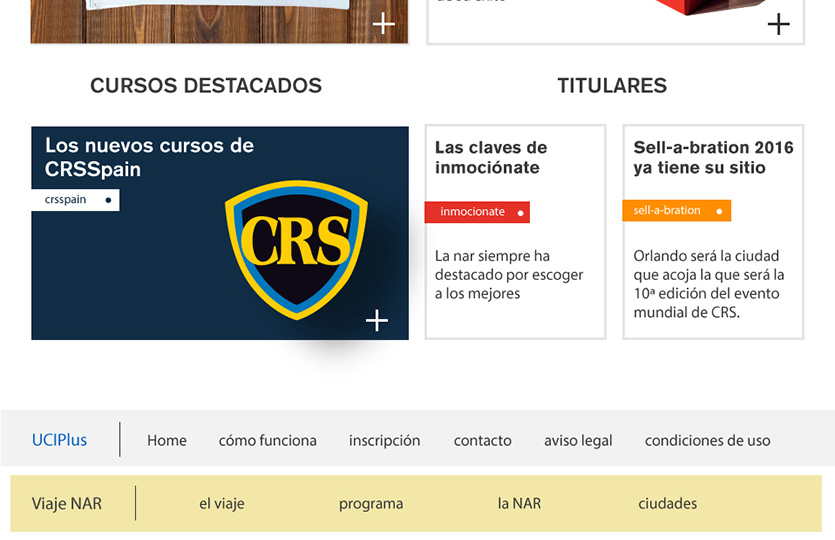 CURSOS DESTACADOS
TITULARES
Los nuevos cursos de
CRSSpain
crsspain
CRS
Las claves de
inmociónate
inmocionate
La nar siempre ha
destacado por escoger
a los mejores
Sell-a-bration 2016
ya tiene su sitio
sell-a-bration
Orlando será la ciudad
que acoja la que será la
10ª edición del evento
mundial de CRS.
UCIPlus
Home cómo funciona inscripción contacto aviso legal condiciones de uso
Viaje NAR
el viaje programa la NAR ciudades